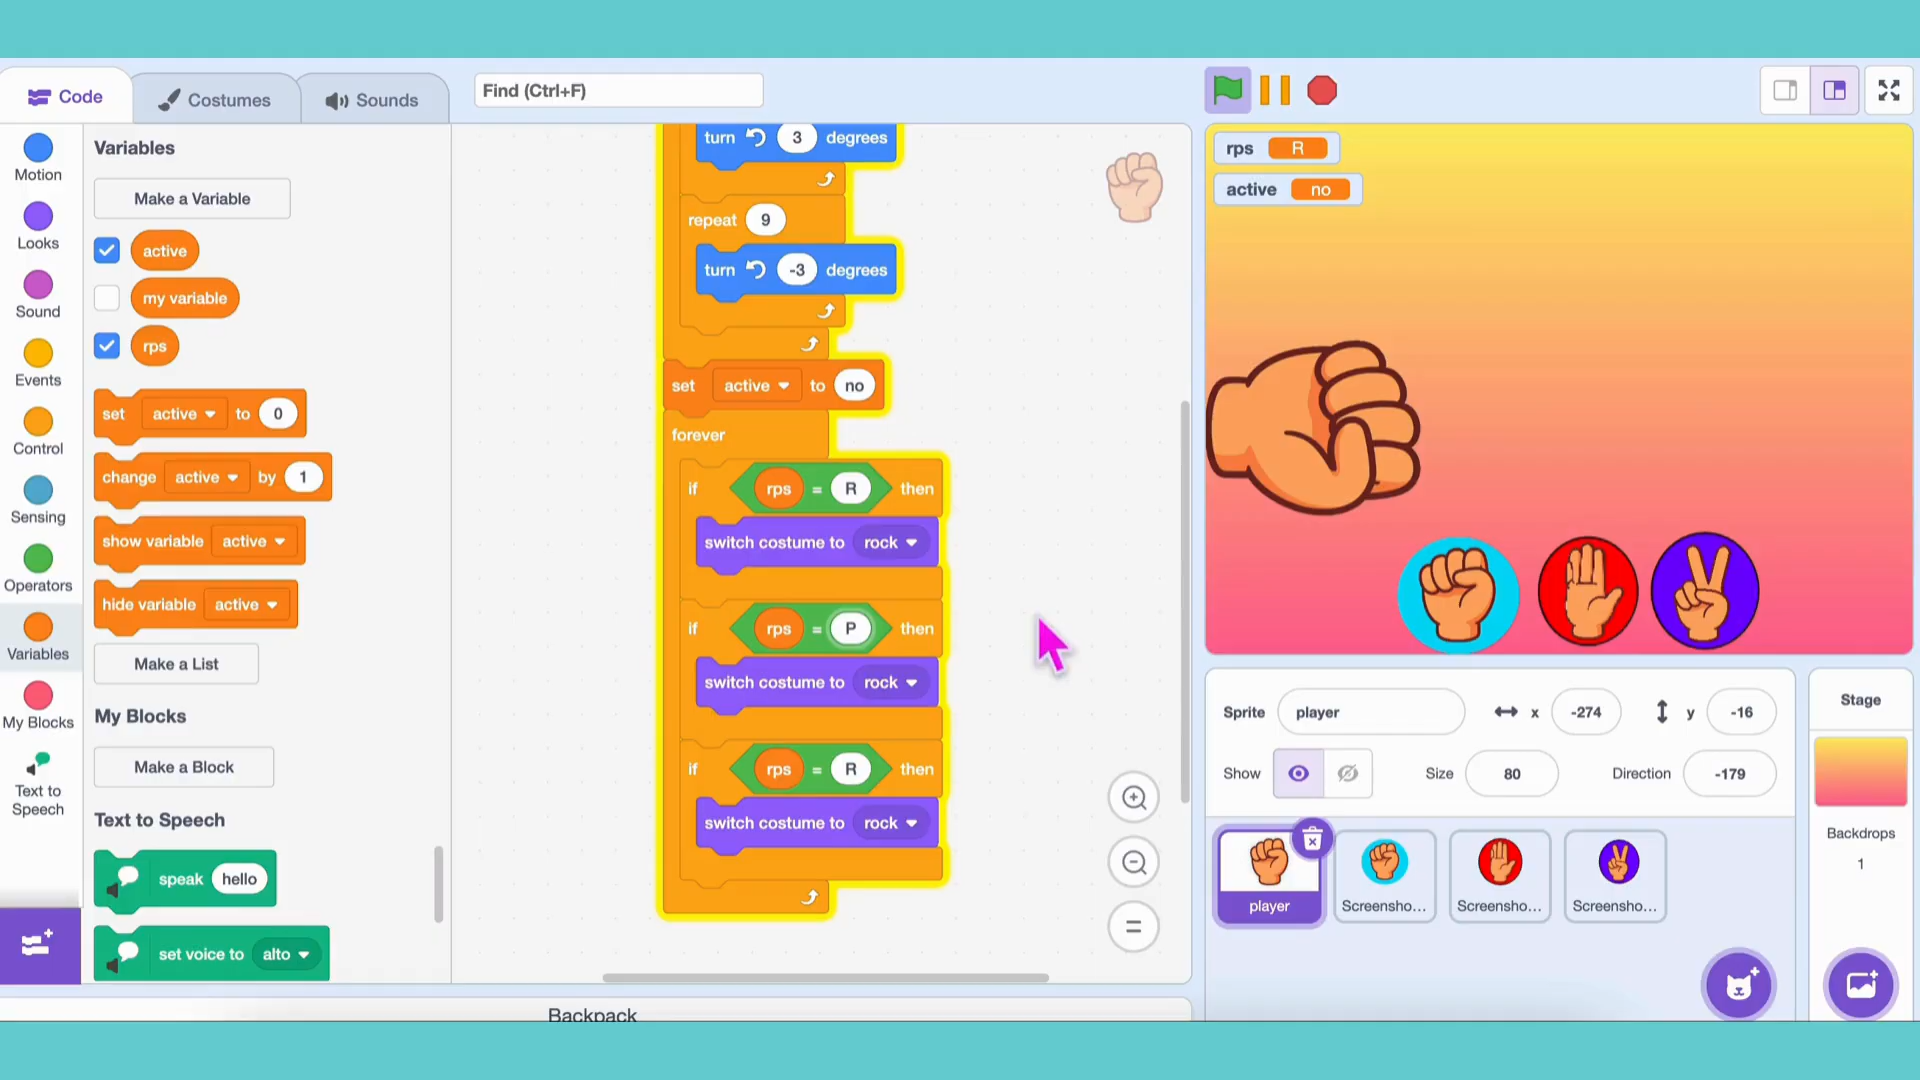 Code
Costumes
Sounds
Find (Ctrl+F)
Motion
Looks
Sound
Events
Control
Sensing
Operators
Variables
My Blocks
Text to
Speech
Variables
Make a Variable
active
my variable
rps
set active to 0
change active by 1
show variable active
hide variable active
Make a List
My Blocks
Make a Block
Text to Speech
speak hello
set voice to alto
turn 3 degrees
repeat 9
turn -3 degrees
set active to no
forever
if rps = R then
switch costume to rock
if rps = P then
switch costume to rock
if rps = R then
switch costume to rock
Backpack
rps R
active no
Sprite player x -274 y -16
Show Size 80 Direction -179
player
Screensho...
Screensho...
Screensho...
Stage
Backdrops
1